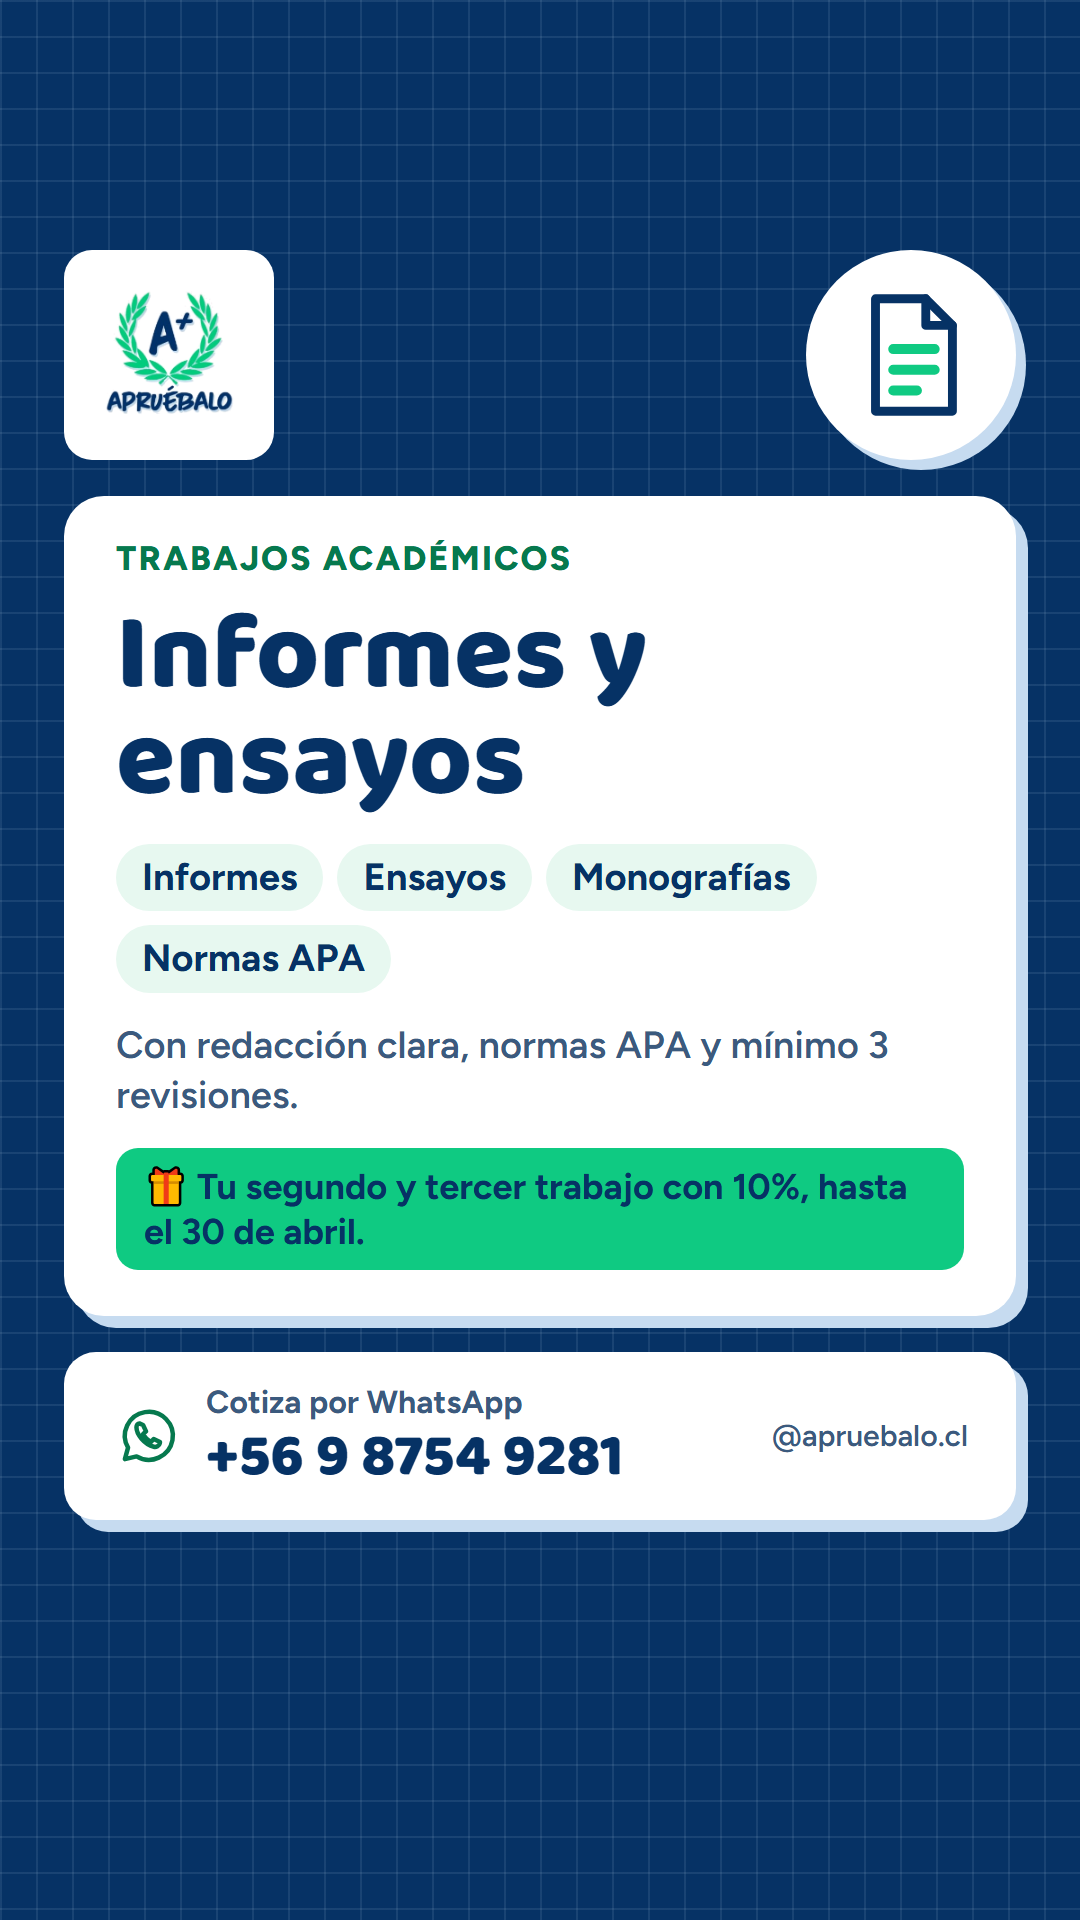 A+
APRUÉBALO
TRABAJOS ACADÉMICOS
Informes y
ensayos
Informes
Ensayos
Monografías
Normas APA
Con redacción clara, normas APA y mínimo 3
revisiones.
🎁 Tu segundo y tercer trabajo con 10%, hasta
el 30 de abril.
Cotiza por WhatsApp
+56 9 8754 9281
@apruebalo.cl